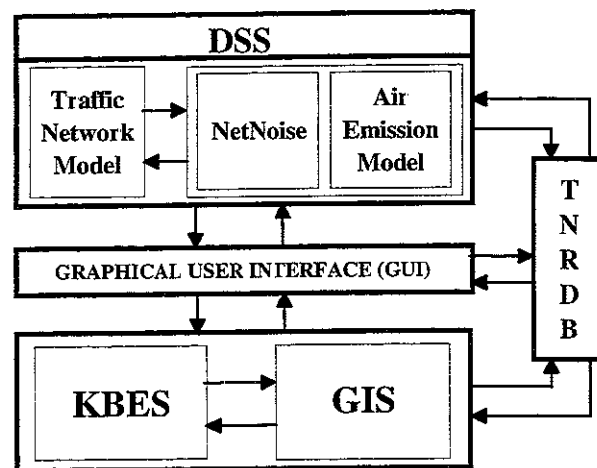 DSS
Traffic
Network
Model
NetNoise
Air
Emission
Model
T
N
R
D
B
GRAPHICAL USER INTERFACE (GUI)
KBES
GIS